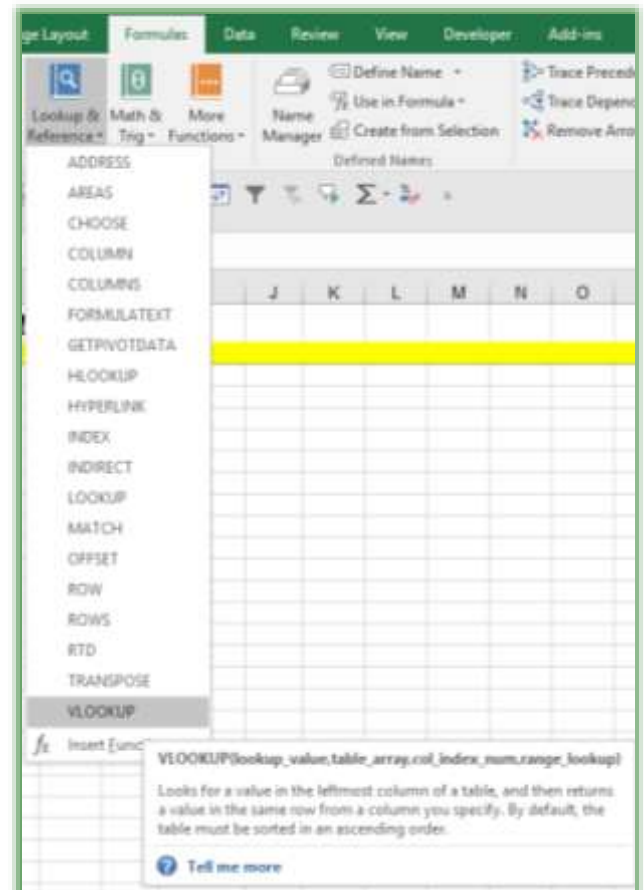 ge Layout Formulas Data Review View Developer Add-ins
Lookup & Reference Math & Trig More Functions
Name Manager
Define Name
Use in Formula
Create from Selection
Defined Names
Trace Preced
Trace Depen
Remove Arro
J K L M N O
ADDRESS
AREAS
CHOOSE
COLUMN
COLUMNS
FORMULATEXT
GETPIVOTDATA
HLOOKUP
HYPERLINK
INDEX
INDIRECT
LOOKUP
MATCH
OFFSET
ROW
ROWS
RTD
TRANSPOSE
VLOOKUP
fx Insert Func
VLOOKUP(lookup_value,table_array,col_index_num,range_lookup)
Looks for a value in the leftmost column of a table, and then returns
a value in the same row from a column you specify. By default, the
table must be sorted in an ascending order.
Tell me more